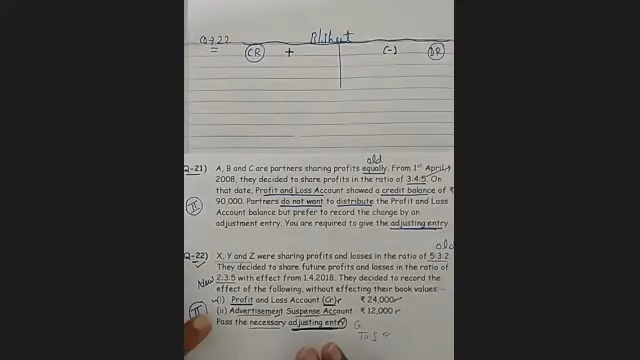 Q→22 B/Sheet
CR + (-) DR
old
Q-21) A, B and C are partners sharing profits equally. From 1st April,
2008, they decided to share profits in the ratio of 3:4:5. On
that date, Profit and Loss Account showed a credit balance of ₹
90,000. Partners do not want to distribute the Profit and Loss
Account balance but prefer to record the change by an
adjustment entry. You are required to give the adjusting entry
II
old
Q-22) X, Y and Z were sharing profits and losses in the ratio of 5:3:2.
They decided to share future profits and losses in the ratio of
New 2:3:5 with effect from 1.4.2018. They decided to record the
effect of the following, without effecting their book values:-
(i) Profit and Loss Account (Cr) ₹ 24,000
(ii) Advertisement Suspense Account ₹ 12,000
Pass the necessary adjusting entry G
II
To S